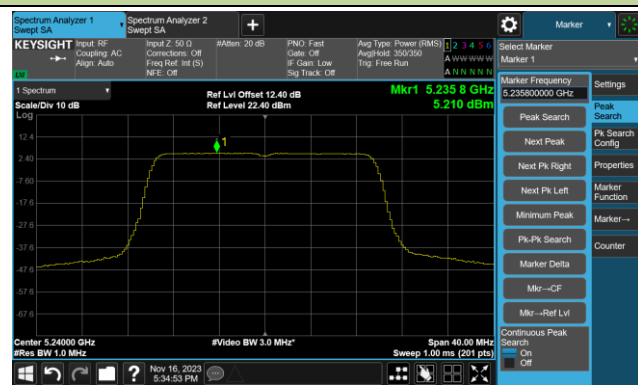 Spectrum Analyzer 1
Swept SA
Spectrum Analyzer 2
Swept SA
+
Marker
KEYSIGHT
Input: RF
Coupling: AC
Align: Auto
Input Z: 50 Ω
Corrections: Off
Freq Ref: Int (S)
NFE: Off
#Atten: 20 dB
PNO: Fast
Gate: Off
IF Gain: Low
Sig Track: Off
Avg Type: Power (RMS)
Avg|Hold: 350/350
Trig: Free Run
1 2 3 4 5 6
A W W W W W
A N N N N N
LXI
Select Marker
Marker 1
1 Spectrum
Scale/Div 10 dB
Log
Ref Lvl Offset 12.40 dB
Ref Level 22.40 dBm
Mkr1 5.235 8 GHz
5.210 dBm
12.4
2.40
-7.60
-17.6
-27.6
-37.6
-47.6
-57.6
-67.6
1
Center 5.24000 GHz
#Res BW 1.0 MHz
#Video BW 3.0 MHz*
Span 40.00 MHz
Sweep 1.00 ms (201 pts)
Marker Frequency
5.235800000 GHz
Peak Search
Next Peak
Next Pk Right
Next Pk Left
Minimum Peak
Pk-Pk Search
Marker Delta
Mkr→CF
Mkr→Ref Lvl
Continuous Peak
Search
On
Off
Settings
Peak
Search
Pk Search
Config
Properties
Marker
Function
Marker→
Counter
?
Nov 16, 2023
5:34:53 PM